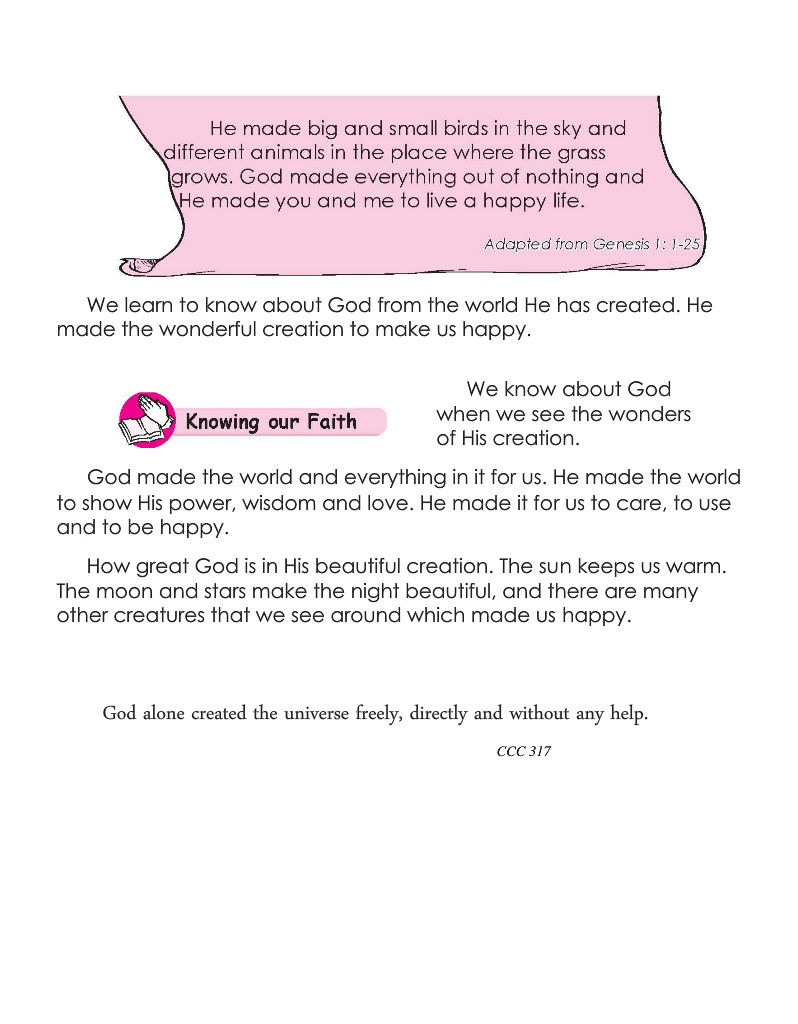 He made big and small birds in the sky and
different animals in the place where the grass
grows. God made everything out of nothing and
He made you and me to live a happy life.
Adapted from Genesis 1: 1-25
We learn to know about God from the world He has created. He
made the wonderful creation to make us happy.
Knowing our Faith
We know about God
when we see the wonders
of His creation.
God made the world and everything in it for us. He made the world
to show His power, wisdom and love. He made it for us to care, to use
and to be happy.
How great God is in His beautiful creation. The sun keeps us warm.
The moon and stars make the night beautiful, and there are many
other creatures that we see around which made us happy.
God alone created the universe freely, directly and without any help.
CCC 317